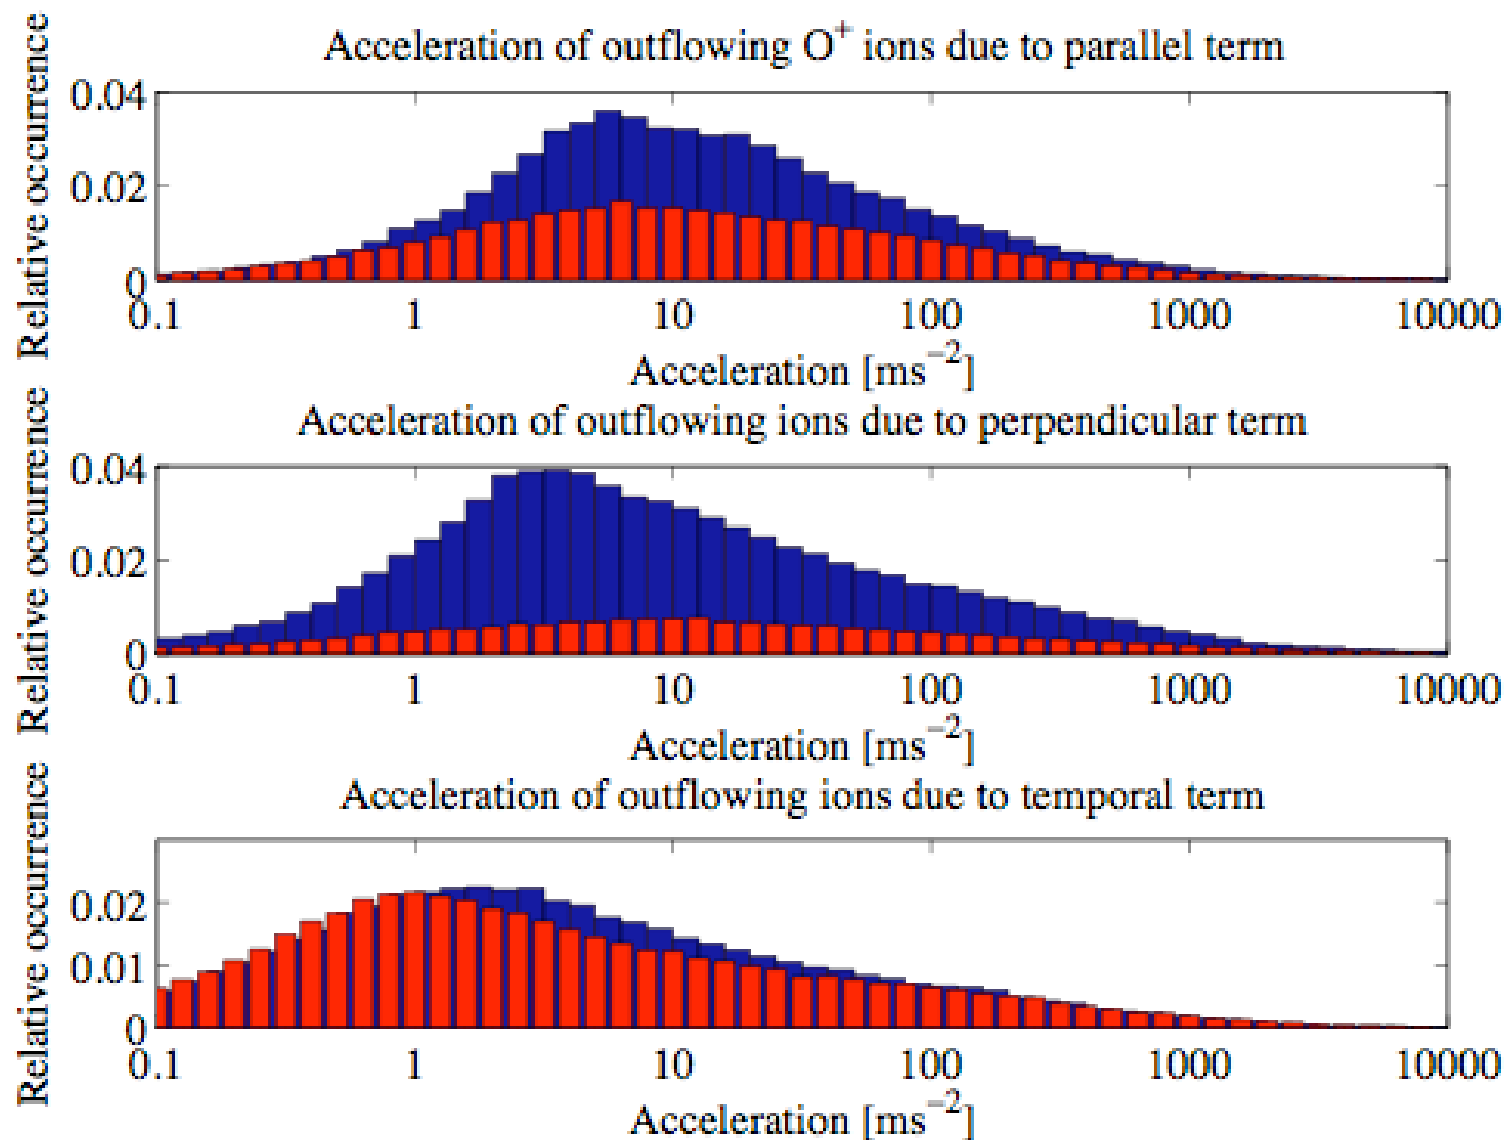 Acceleration of outflowing O⁺ ions due to parallel term
Relative occurrence
0.04
0.02
0
0.1 1 10 100 1000 10000
Acceleration [ms⁻²]
Acceleration of outflowing ions due to perpendicular term
Relative occurrence
0.04
0.02
0
0.1 1 10 100 1000 10000
Acceleration [ms⁻²]
Acceleration of outflowing ions due to temporal term
Relative occurrence
0.02
0.01
0
0.1 1 10 100 1000 10000
Acceleration [ms⁻²]